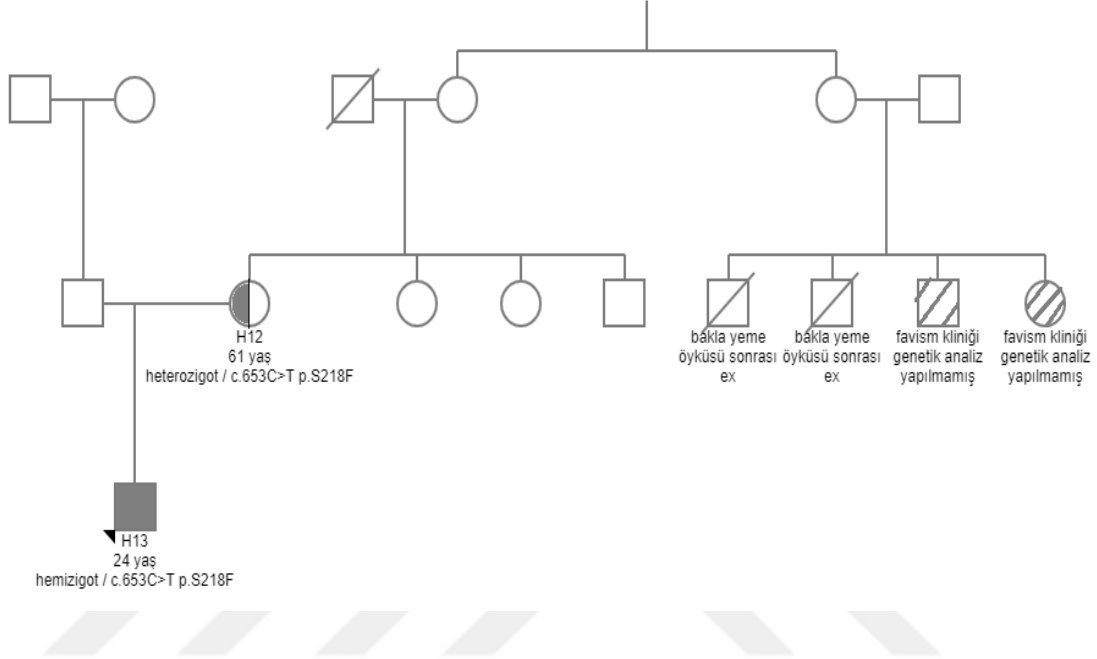 H12
61 yaş
heterozigot / c.653C>T p.S218F
bakla yeme
öyküsü sonrası
ex
bakla yeme
öyküsü sonrası
ex
favism kliniği
genetik analiz
yapılmamış
favism kliniği
genetik analiz
yapılmamış
H13
24 yaş
hemizigot / c.653C>T p.S218F